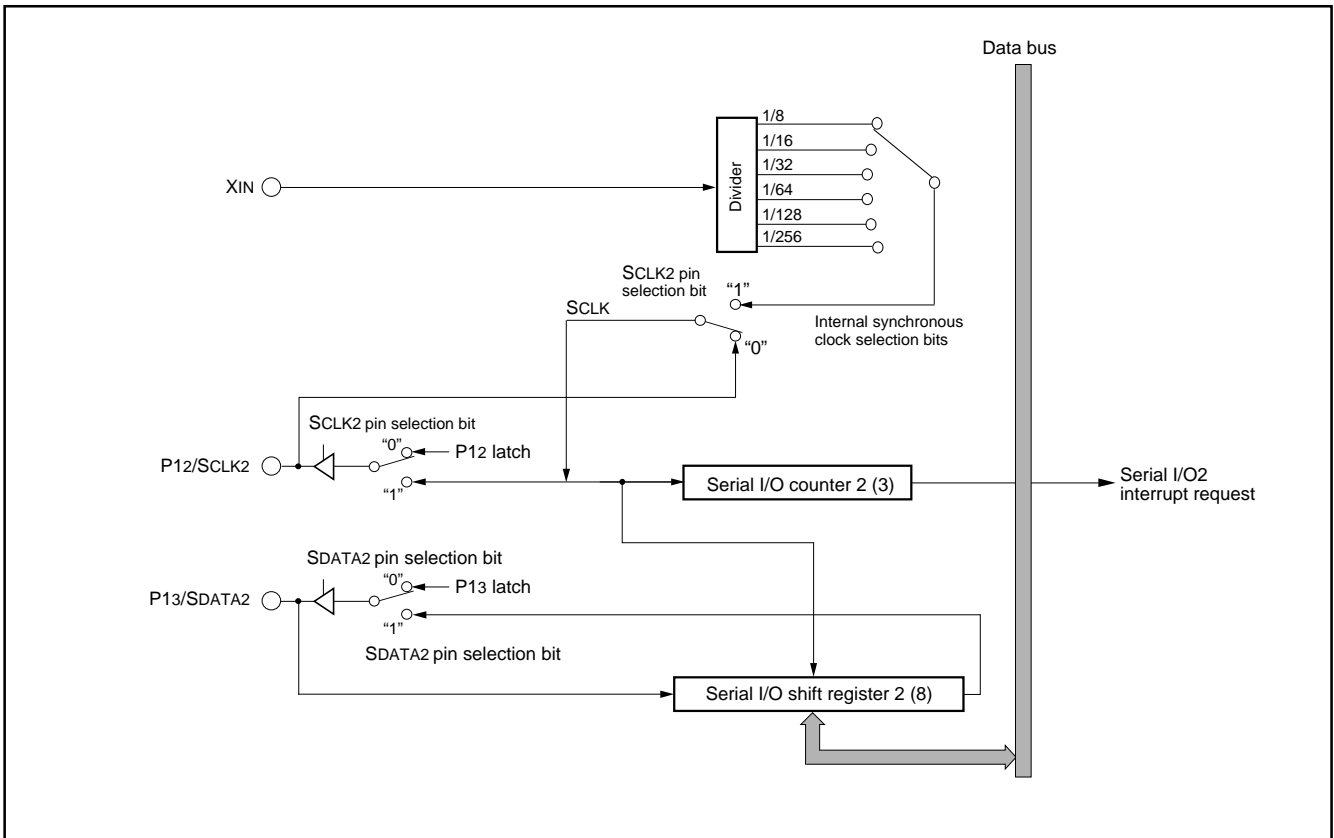 Data bus
1/8
1/16
1/32
1/64
1/128
1/256
Divider
XIN
SCLK2 pin
selection bit
“1”
SCLK
“0”
Internal synchronous
clock selection bits
SCLK2 pin selection bit
“0”
P12 latch
P12/SCLK2
“1”
Serial I/O counter 2 (3)
Serial I/O2
interrupt request
SDATA2 pin selection bit
“0”
P13 latch
P13/SDATA2
“1”
SDATA2 pin selection bit
Serial I/O shift register 2 (8)